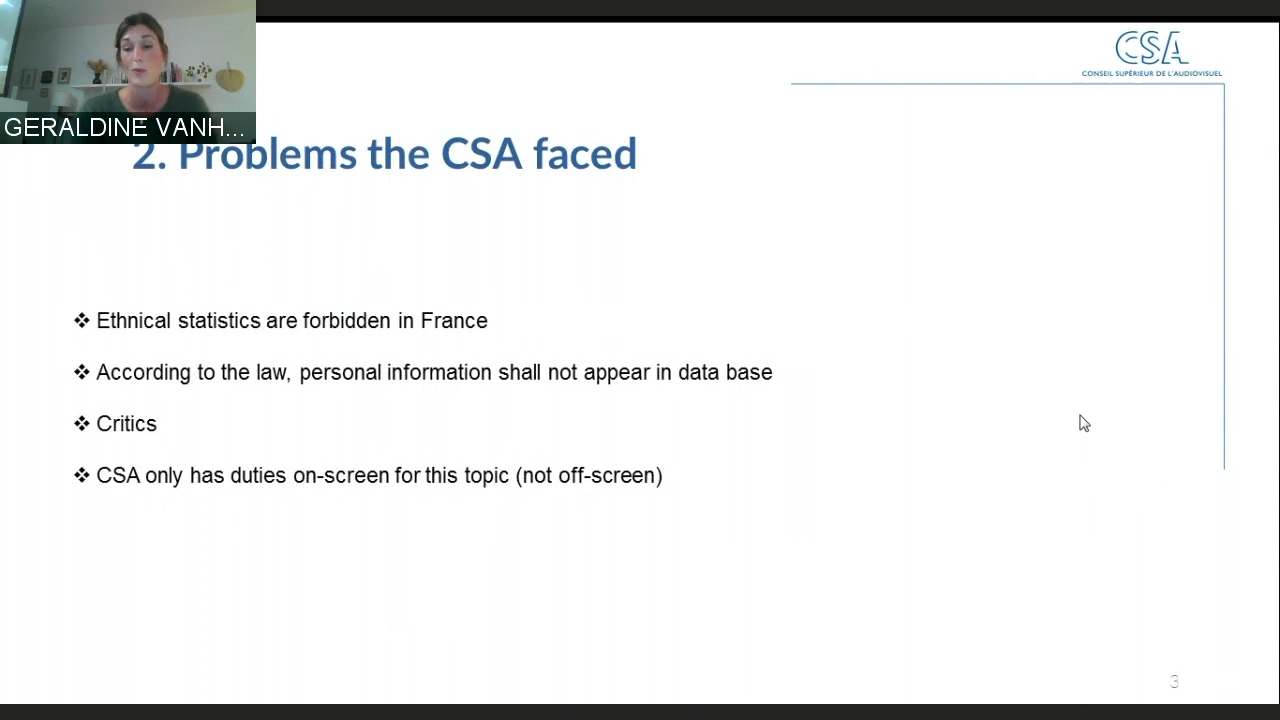 CSA
CONSEIL SUPÉRIEUR DE L'AUDIOVISUEL
GERALDINE VANH...
2. Problems the CSA faced
❖ Ethnical statistics are forbidden in France
❖ According to the law, personal information shall not appear in data base
❖ Critics
❖ CSA only has duties on-screen for this topic (not off-screen)
3